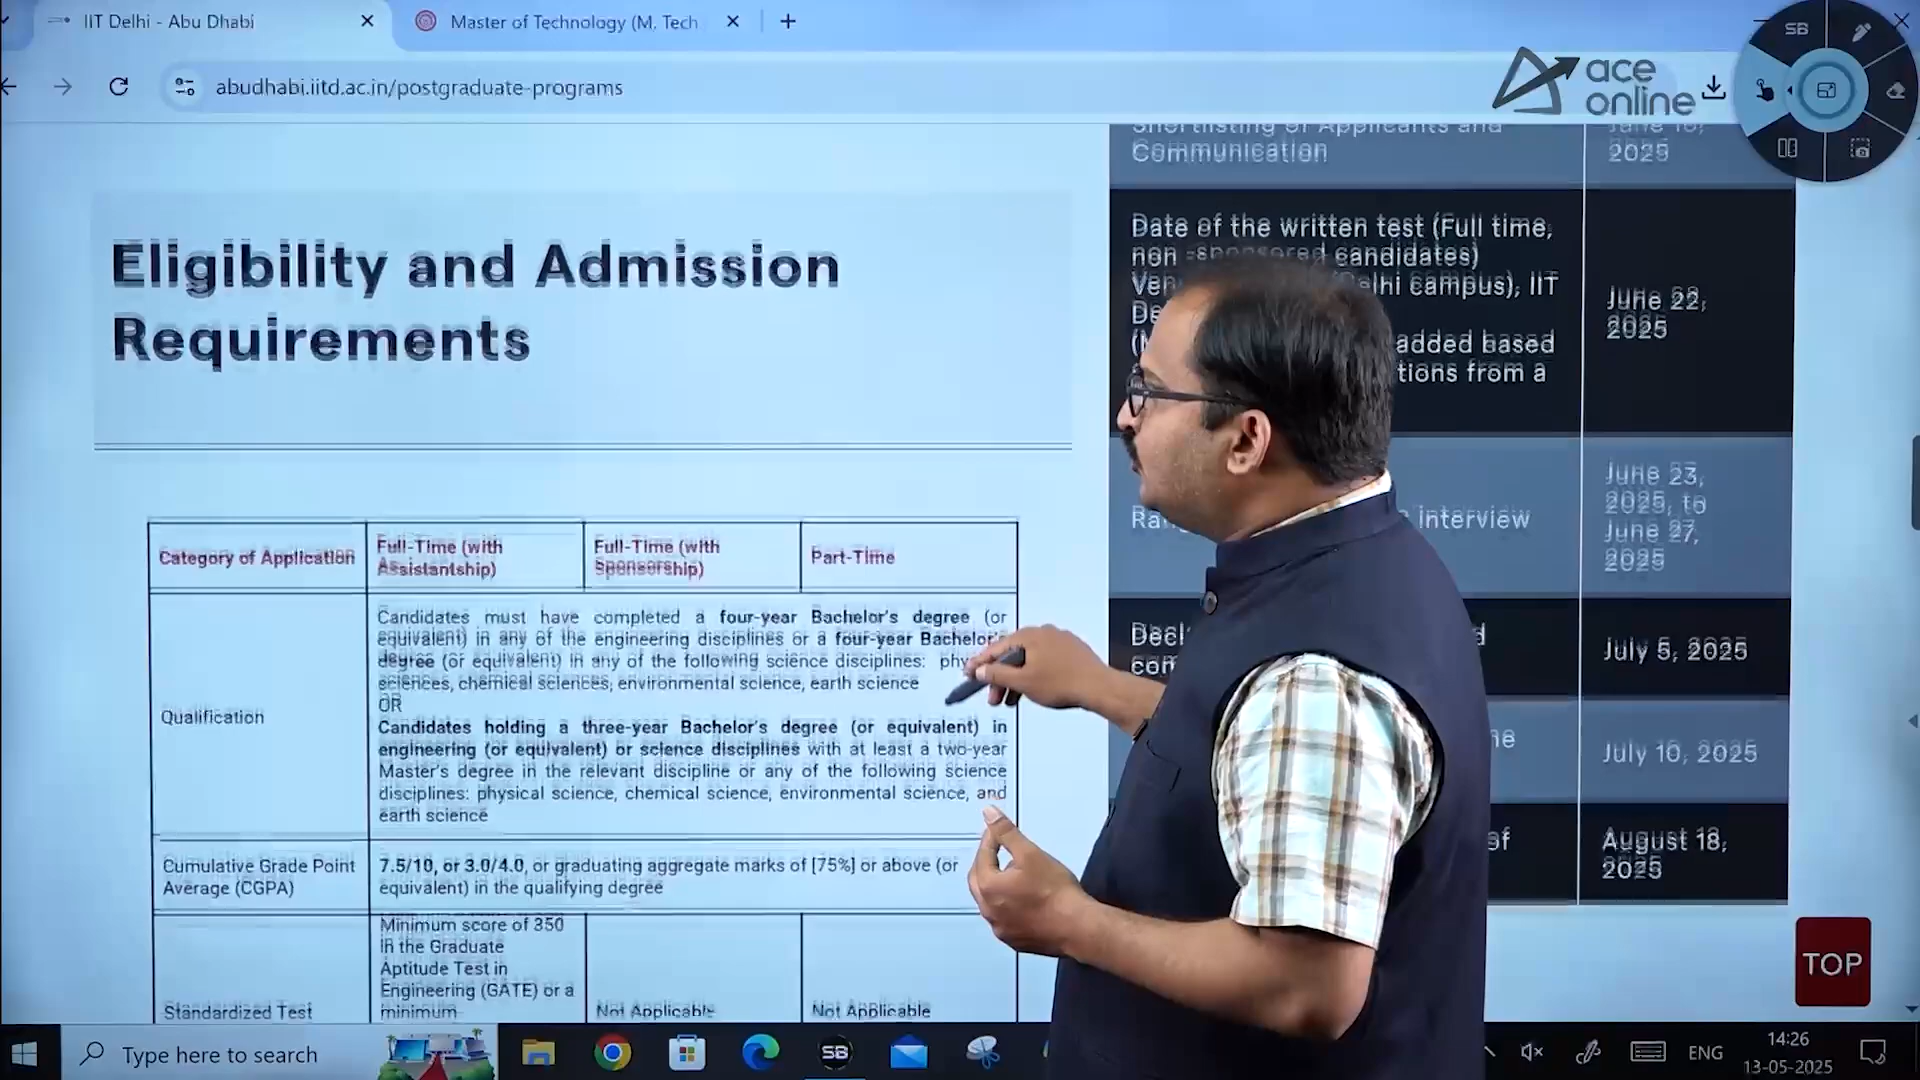 IIT Delhi - Abu Dhabi
Master of Technology (M. Tech
abudhabi.iitd.ac.in/postgraduate-programs
ace
online
SB
Shortlisting of Applicants and
Communication
2025
Eligibility and Admission
Requirements
Date of the written test (Full time,
non -sponsored candidates)
campus), IIT
added based
from a
June 22,
2025
interview
June 23,
2025, to
June 27,
2025
July 5, 2025
July 10, 2025
of
August 18,
2025
Category of Application
Full-Time (with
Assistantship)
Full-Time (with
Sponsorship)
Part-Time
Qualification
Candidates must have completed a four-year Bachelor's degree (or
equivalent) in any of the engineering disciplines or a four-year Bachelor's
degree (or equivalent) in any of the following science disciplines:
sciences, chemical sciences, environmental science, earth science
OR
Candidates holding a three-year Bachelor's degree (or equivalent) in
engineering (or equivalent) or science disciplines with at least a two-year
Master's degree in the relevant discipline or any of the following science
disciplines: physical science, chemical science, environmental science, and
earth science
Cumulative Grade Point
Average (CGPA)
7.5/10, or 3.0/4.0, or graduating aggregate marks of [75%] or above (or
equivalent) in the qualifying degree
Standardized Test
Minimum score of 350
in the Graduate
Aptitude Test in
Engineering (GATE) or a
minimum
Not Applicable
Not Applicable
TOP
Type here to search
SB
ENG
14:26
13-05-2025